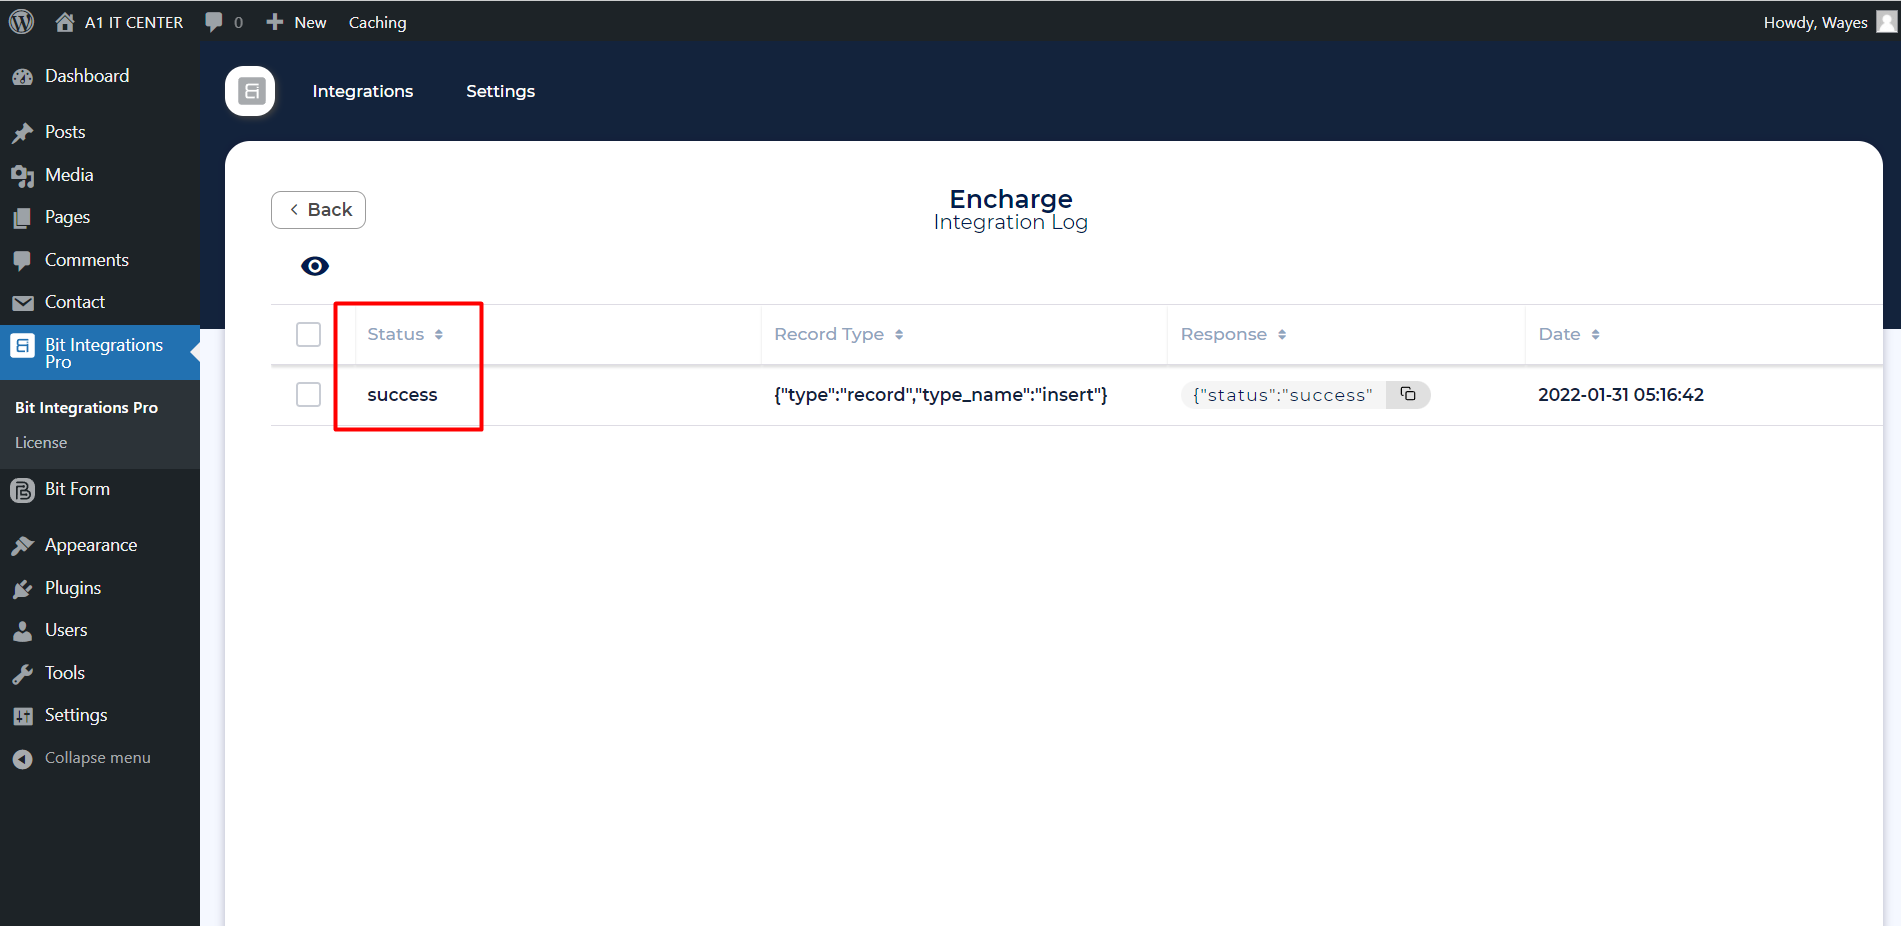 A1 IT CENTER
0
New
Caching
Howdy, Wayes
Dashboard
Posts
Media
Pages
Comments
Contact
Bit Integrations
Pro
Bit Integrations Pro
License
Bit Form
Appearance
Plugins
Users
Tools
Settings
Collapse menu
Integrations
Settings
Back
Encharge
Integration Log
Status
Record Type
Response
Date
success
{"type":"record","type_name":"insert"}
{"status":"success"
2022-01-31 05:16:42